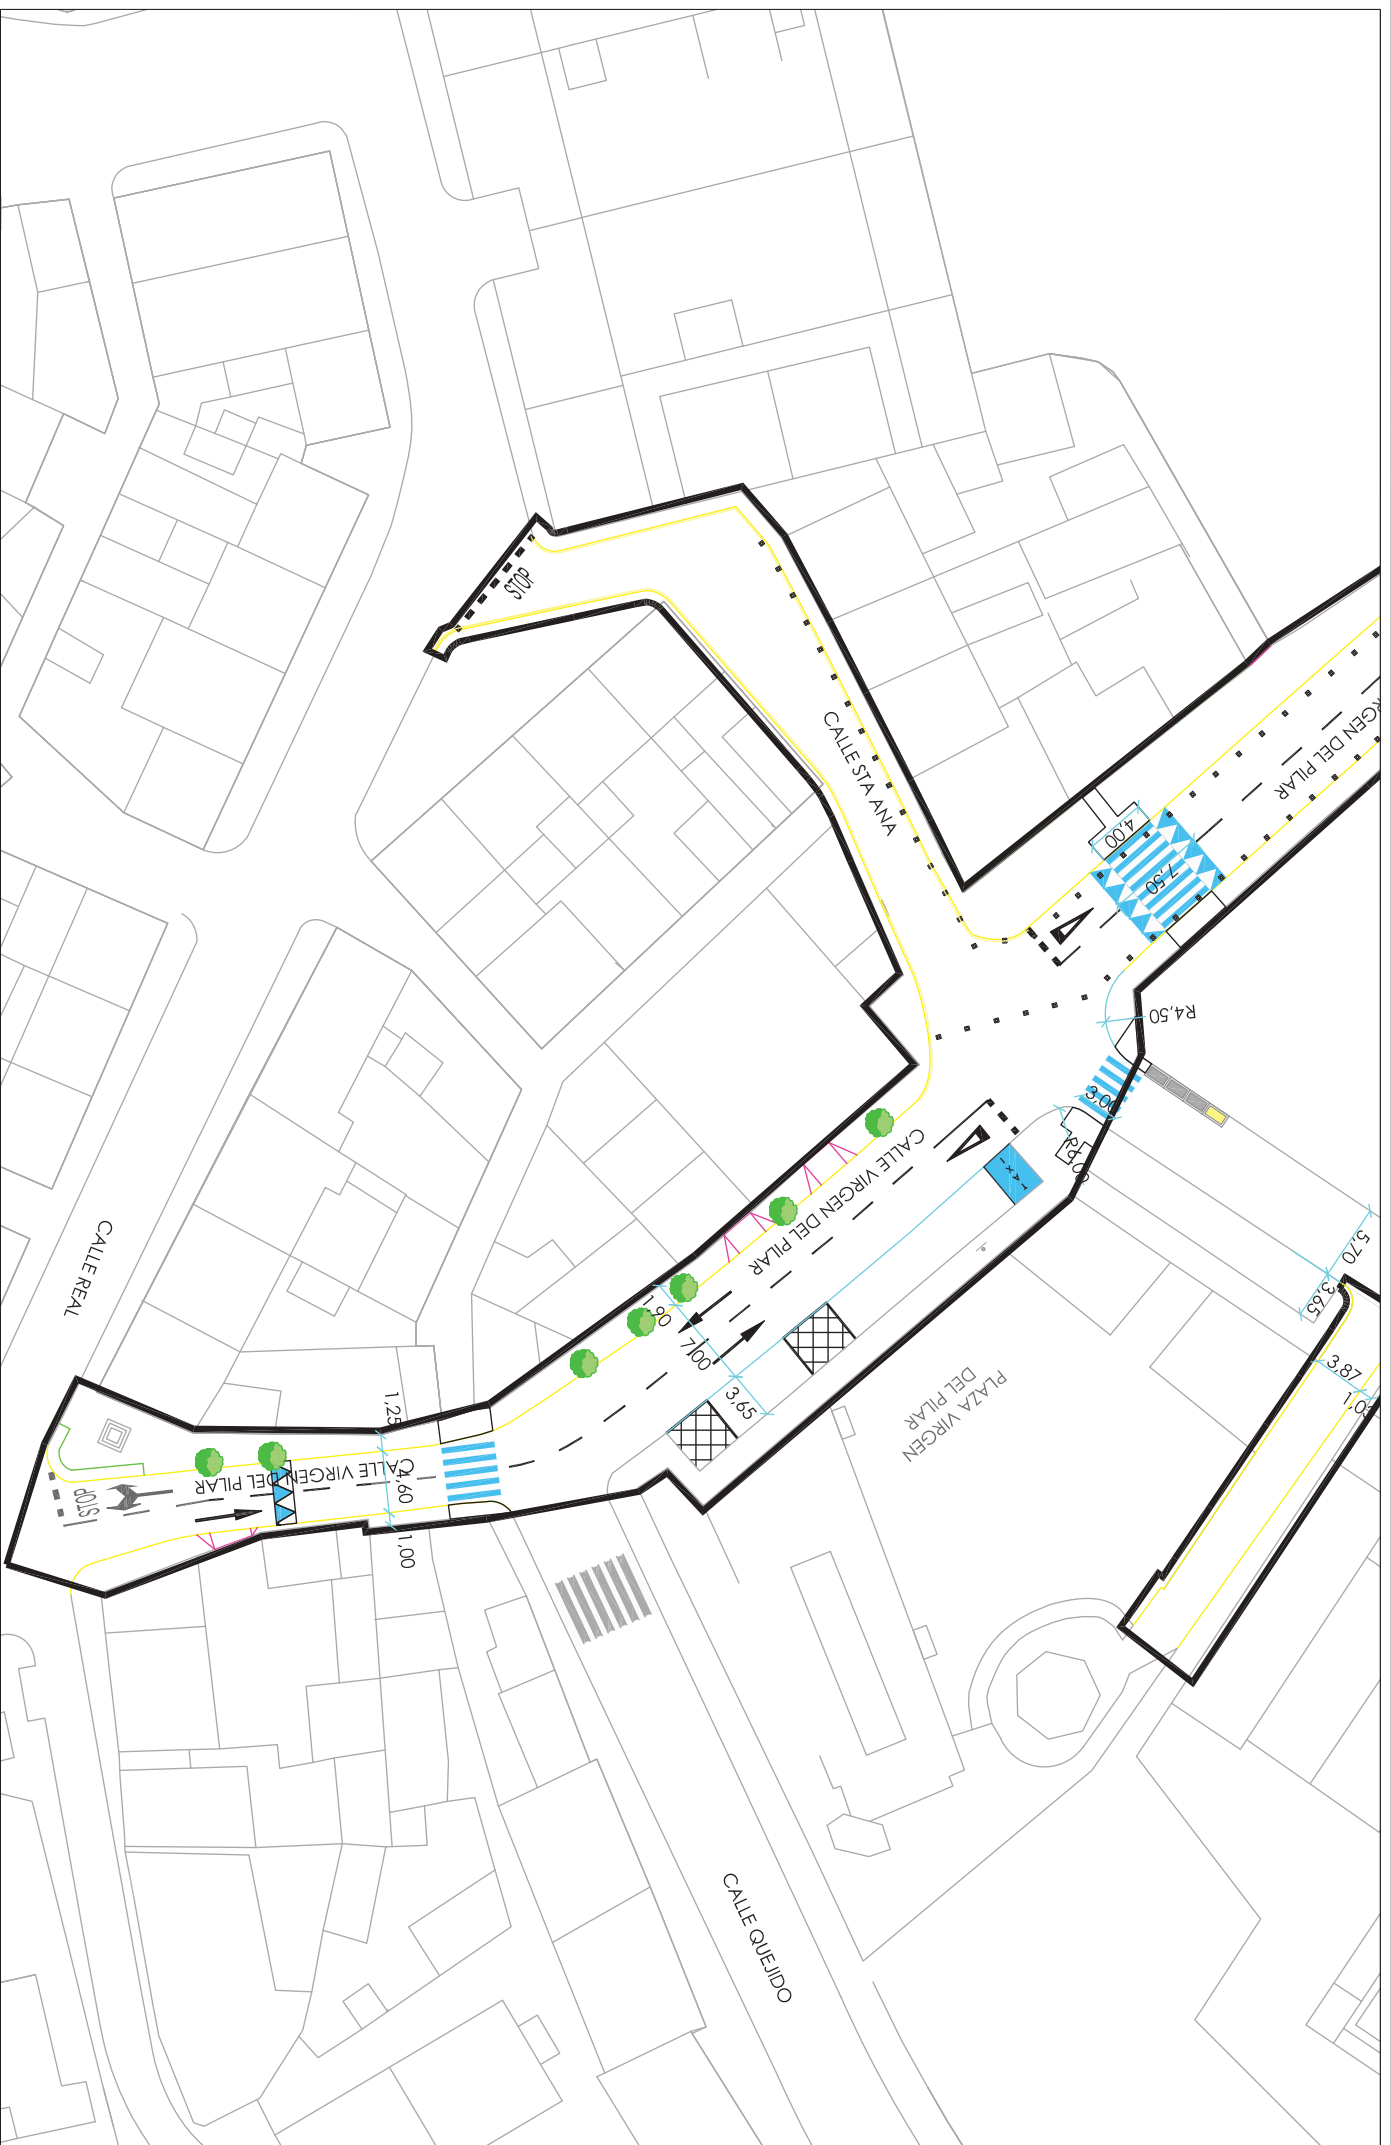 STOP
CALLE STA ANA
RGEN DEL PILAR
4,00
7,50
R4,50
3,00
R6,00
TAXI
CALLE VIRGEN DEL PILAR
5,70
3,65
3,87
1,90
7,00
3,65
CALLE REAL
PLAZA VIRGEN
DEL PILAR
1,25
CALLE VIRGEN DEL PILAR
4,60
STOP
1,00
CALLE QUEJIDO